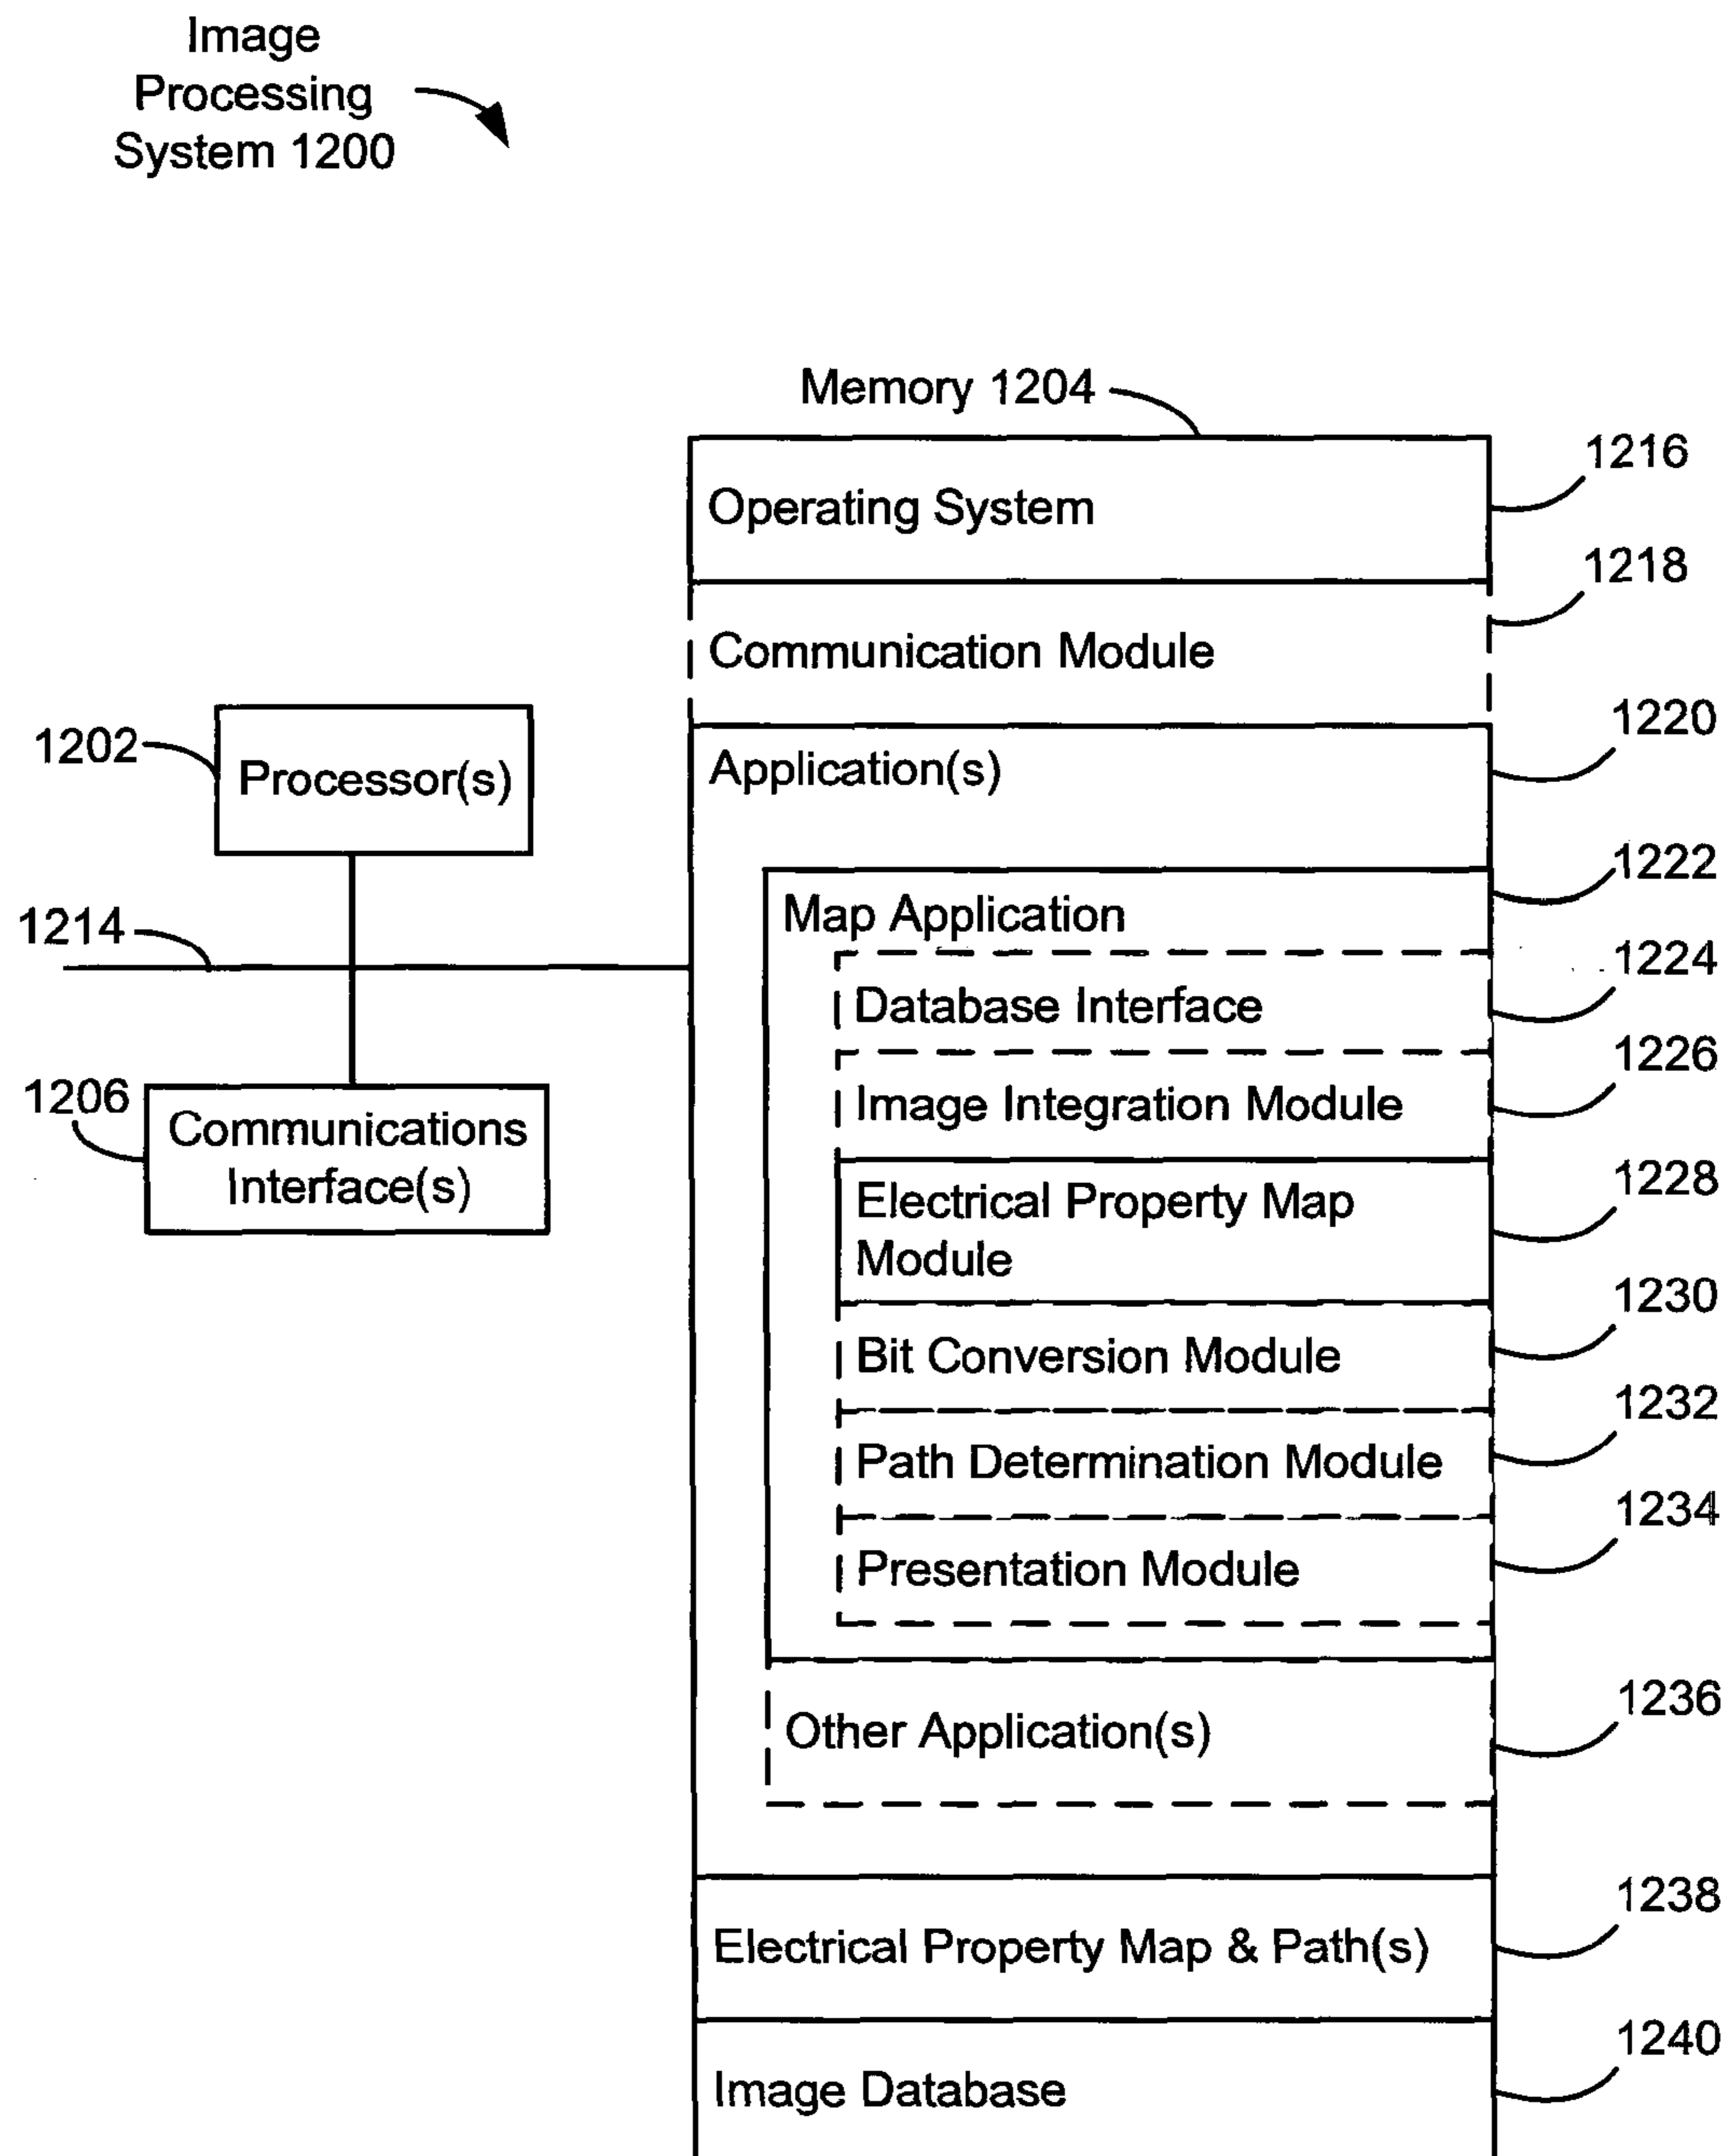 Image
Processing
System 1200
Memory 1204
Operating System
1216
Communication Module
1218
1202
Processor(s)
Application(s)
1220
Map Application
1222
1214
Database Interface
1224
Image Integration Module
1226
1206
Communications
Interface(s)
Electrical Property Map
Module
1228
Bit Conversion Module
1230
Path Determination Module
1232
Presentation Module
1234
Other Application(s)
1236
Electrical Property Map & Path(s)
1238
Image Database
1240